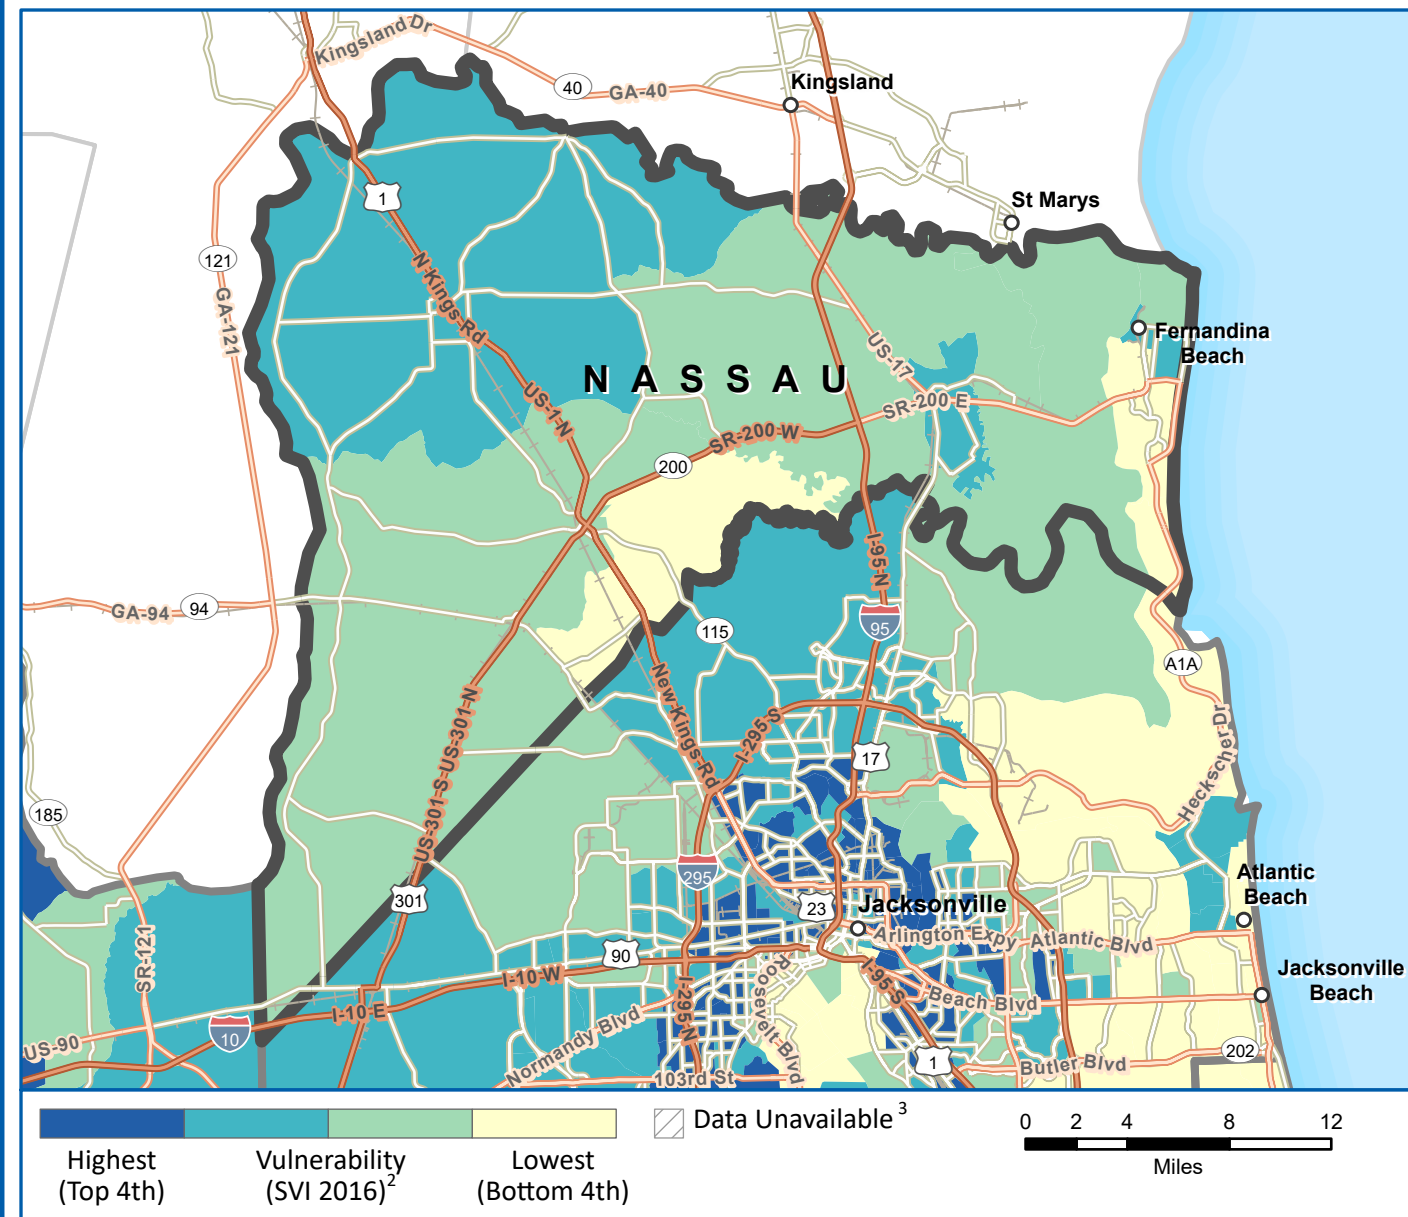 Kingsland Dr
40
GA-40
Kingsland
1
St Marys
121
GA-121
N Kings Rd
US-17
Fernandina
Beach
NASSAU
US-1-N
SR-200 E
SR-200 W
200
I-95 N
GA-94
94
115
95
A1A
New Kings Rd
I-295 S
US-301-S US-301-N
17
Heckscher Dr
185
295
Atlantic
Beach
301
23
Jacksonville
Arlington Expy
Atlantic Blvd
SR-121
90
I-10 W
Roosevelt Blvd
I-95-S
Jacksonville
Beach
Beach Blvd
I-295 N
I-10 E
10
US-90
Normandy Blvd
1
202
Butler Blvd
103rd St
Highest
(Top 4th)
Vulnerability
(SVI 2016)2
Lowest
(Bottom 4th)
Data Unavailable 3
0 2 4 8 12
Miles